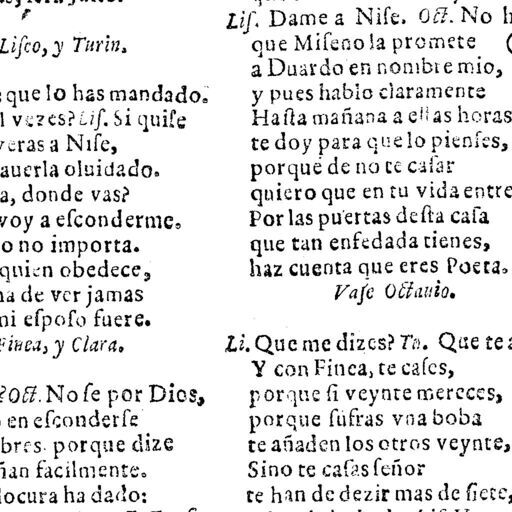 Liſeo, y Turin.
que lo has mandado.
vezes? Liſ. Si quiſe
veras a Niſe,
auerla oluidado.
a, donde vas?
voy a eſconderme.
o no importa.
quien obedece,
de ver jamas
mi eſpoſo fuere.
Finea, y Clara.
Oct. No ſe por Dios,
en eſconderſe
bres. porque dize
ñan facilmente.
locura ha dado:
Liſ. Dame a Niſe. Oct. No h
que Miſeno la promete
a Duardo en nombre mio,
y pues hablo claramente
Haſta mañana a eſtas horas
te doy para que lo pienſes,
porque de no te caſar
quiero que en tu vida entre
Por las puertas deſta caſa
que tan enfadada tienes,
haz cuenta que eres Poeta.
Vaſe Octauio.
Li. Que me dizes? Tu. Que te
Y con Finea, te caſes,
porque ſi veynte mereces,
porque ſufras vna boba
te añaden los otros veynte,
Sino te caſas ſeñor
te han de dezir mas de ſiete,